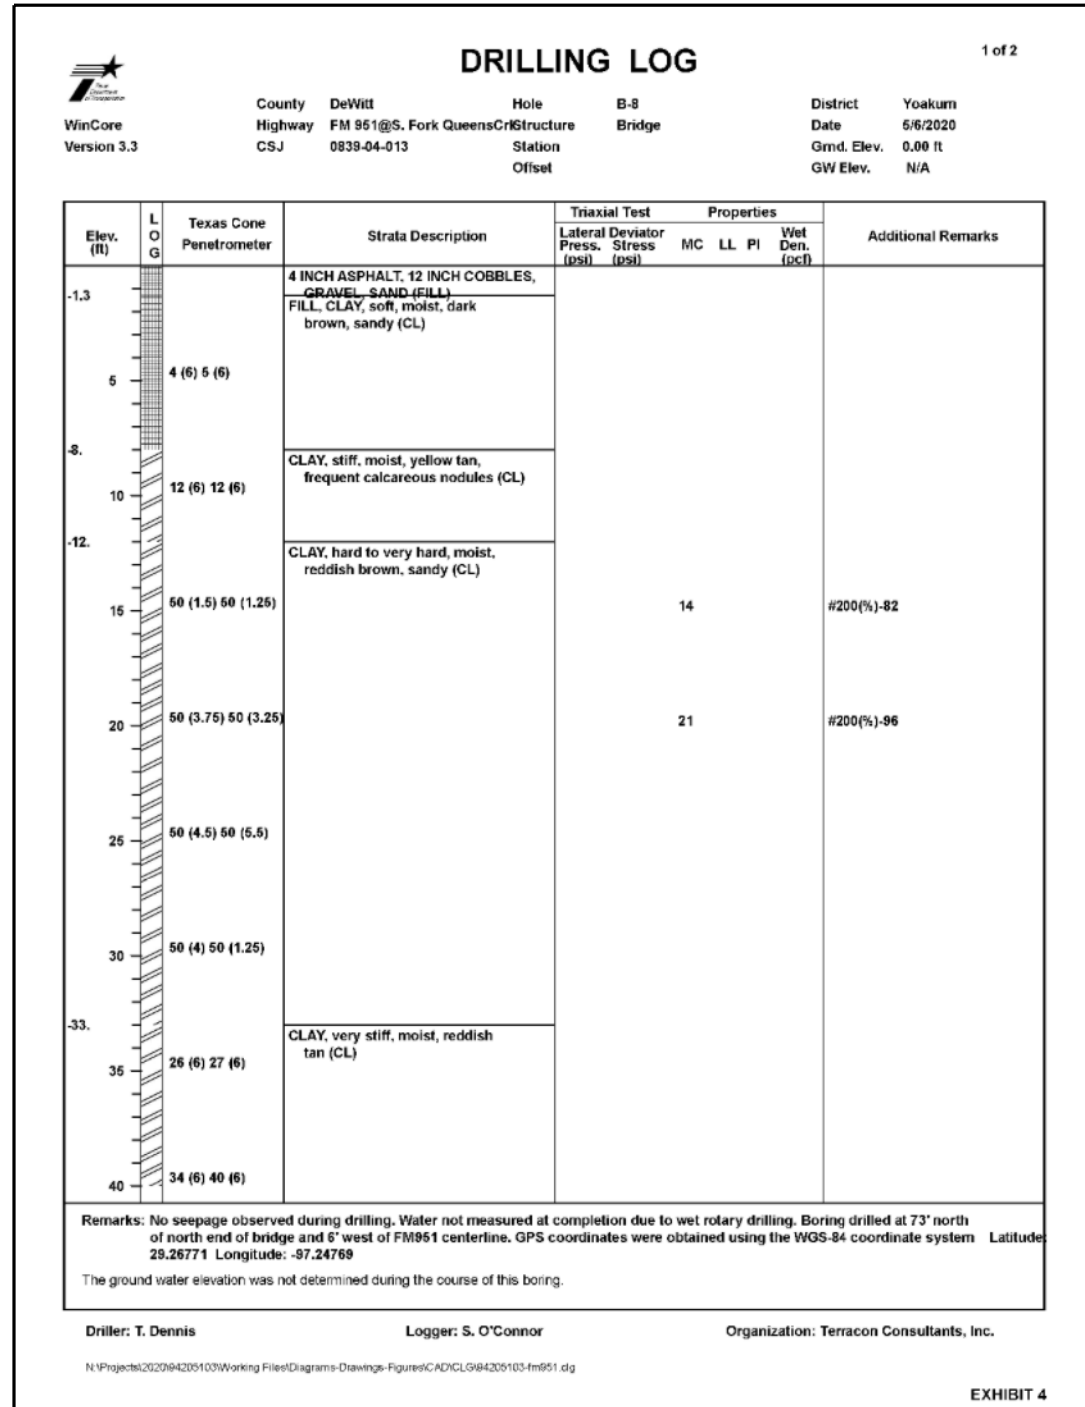 DRILLING LOG
1 of 2
Texas
Department
of Transportation
WinCore
Version 3.3
County DeWitt Hole B-8 District Yoakum
Highway FM 951@S. Fork QueensCrk Structure Bridge Date 5/6/2020
CSJ 0839-04-013 Station Grnd. Elev. 0.00 ft
Offset GW Elev. N/A
Elev. (ft) LOG Texas Cone Penetrometer Strata Description Triaxial Test Lateral Press. (psi) Deviator Stress (psi) Properties MC LL PI Wet Den. (pcf) Additional Remarks
4 INCH ASPHALT, 12 INCH COBBLES,
GRAVEL, SAND (FILL)
-1.3 FILL, CLAY, soft, moist, dark
brown, sandy (CL)
5 4 (6) 5 (6)
-8. CLAY, stiff, moist, yellow tan,
frequent calcareous nodules (CL)
10 12 (6) 12 (6)
-12. CLAY, hard to very hard, moist,
reddish brown, sandy (CL)
15 50 (1.5) 50 (1.25) 14 #200(%)-82
20 50 (3.75) 50 (3.25) 21 #200(%)-96
25 50 (4.5) 50 (5.5)
30 50 (4) 50 (1.25)
-33. CLAY, very stiff, moist, reddish
tan (CL)
35 26 (6) 27 (6)
40 34 (6) 40 (6)
Remarks: No seepage observed during drilling. Water not measured at completion due to wet rotary drilling. Boring drilled at 73' north
of north end of bridge and 6' west of FM951 centerline. GPS coordinates were obtained using the WGS-84 coordinate system Latitude:
29.26771 Longitude: -97.24769
The ground water elevation was not determined during the course of this boring.
Driller: T. Dennis Logger: S. O'Connor Organization: Terracon Consultants, Inc.
N:\Projects\2020\94205103\Working Files\Diagrams-Drawings-Figures\CAD\CLG\94205103-fm951.clg
EXHIBIT 4